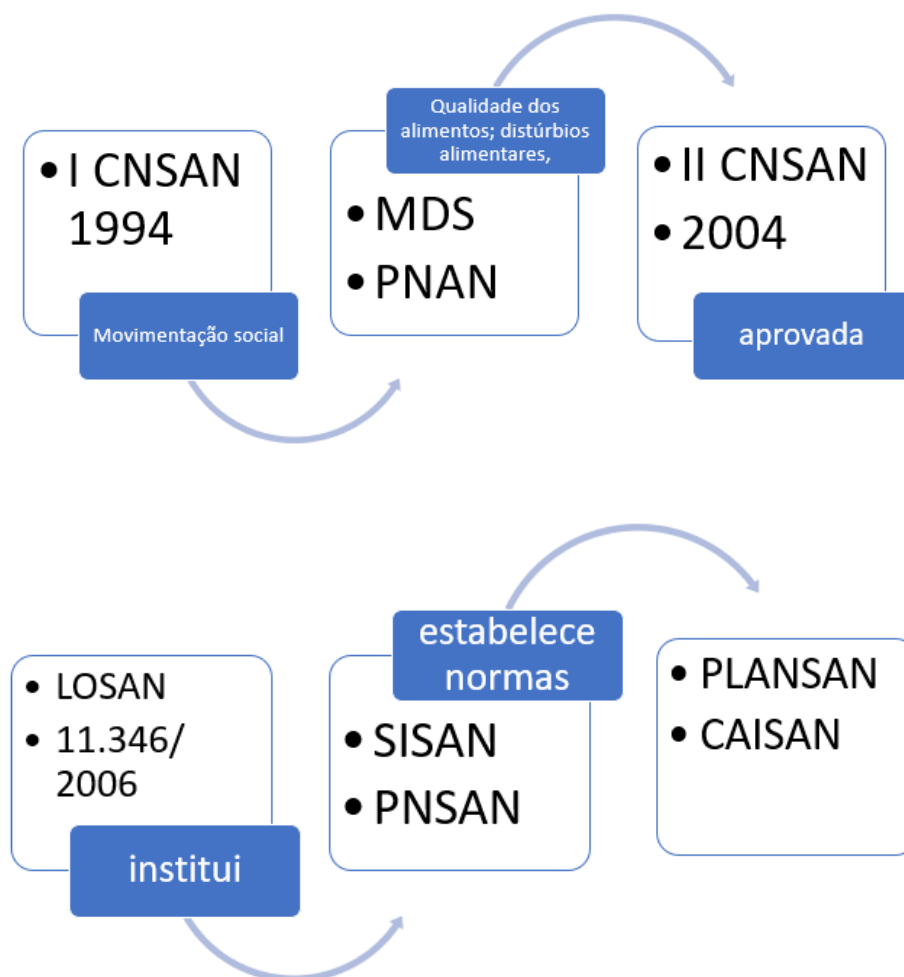 • I CNSAN
1994
Movimentação social
Qualidade dos
alimentos; distúrbios
alimentares,
• MDS
• PNAN
• II CNSAN
• 2004
aprovada
• LOSAN
• 11.346/
2006
institui
estabelece
normas
• SISAN
• PNSAN
• PLANSAN
• CAISAN